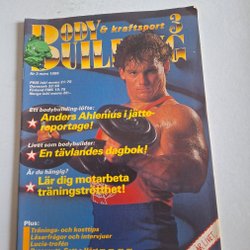 BODY & kraftsport 3
BUILDING
Nr 3 mars 1989
Ett bodybuilding-löfte:
Anders Ahlenius i jätte-
reportage!
Livet som bodybuilder:
En tävlandes dagbok!
Är du hängig?
Lär dig motarbeta
träningströtthet!
Plus:
Tränings- och kosttips
Läsarfrågor och intervjuer
Lucia-trofén